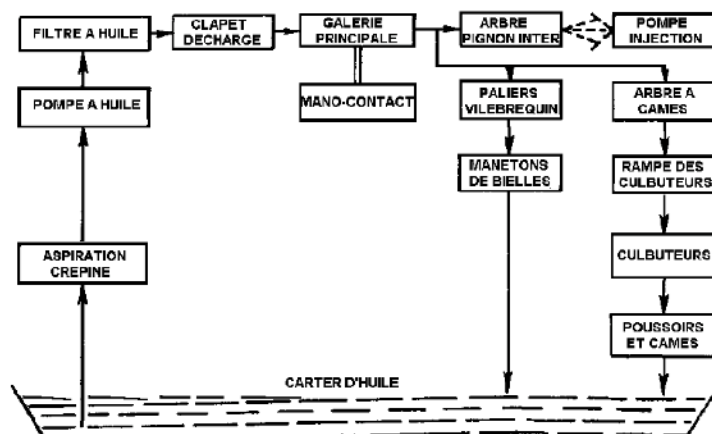 FILTRE A HUILE
CLAPET
DECHARGE
GALERIE
PRINCIPALE
ARBRE
PIGNON INTER
POMPE
INJECTION
POMPE A HUILE
MANO-CONTACT
PALIERS
VILEBREQUIN
ARBRE A
CAMES
MANETONS
DE BIELLES
RAMPE DES
CULBUTEURS
ASPIRATION
CREPINE
CULBUTEURS
POUSSOIRS
ET CAMES
CARTER D'HUILE